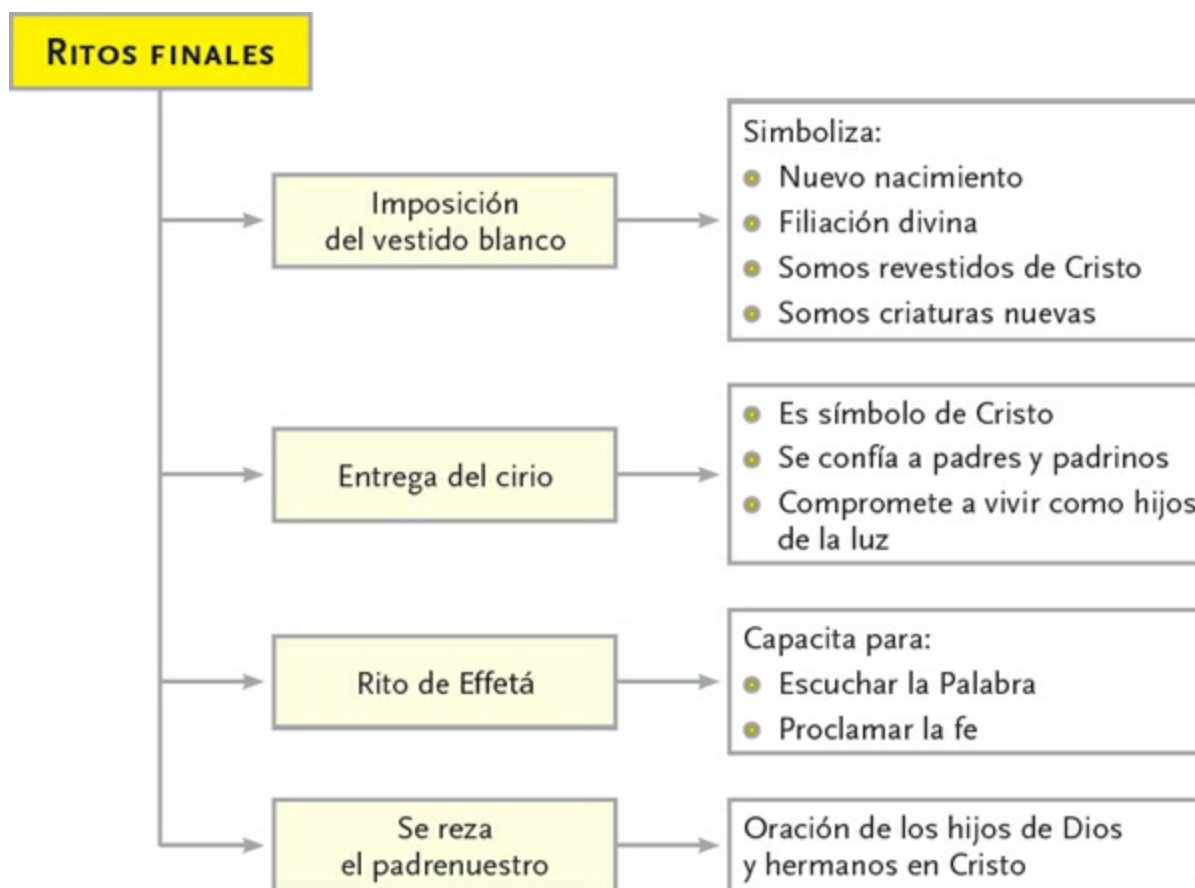 RITOS FINALES
Imposición
del vestido blanco
Simboliza:
Nuevo nacimiento
Filiación divina
Somos revestidos de Cristo
Somos criaturas nuevas
Entrega del cirio
Es símbolo de Cristo
Se confía a padres y padrinos
Compromete a vivir como hijos
de la luz
Rito de Effetá
Capacita para:
Escuchar la Palabra
Proclamar la fe
Se reza
el padrenuestro
Oración de los hijos de Dios
y hermanos en Cristo